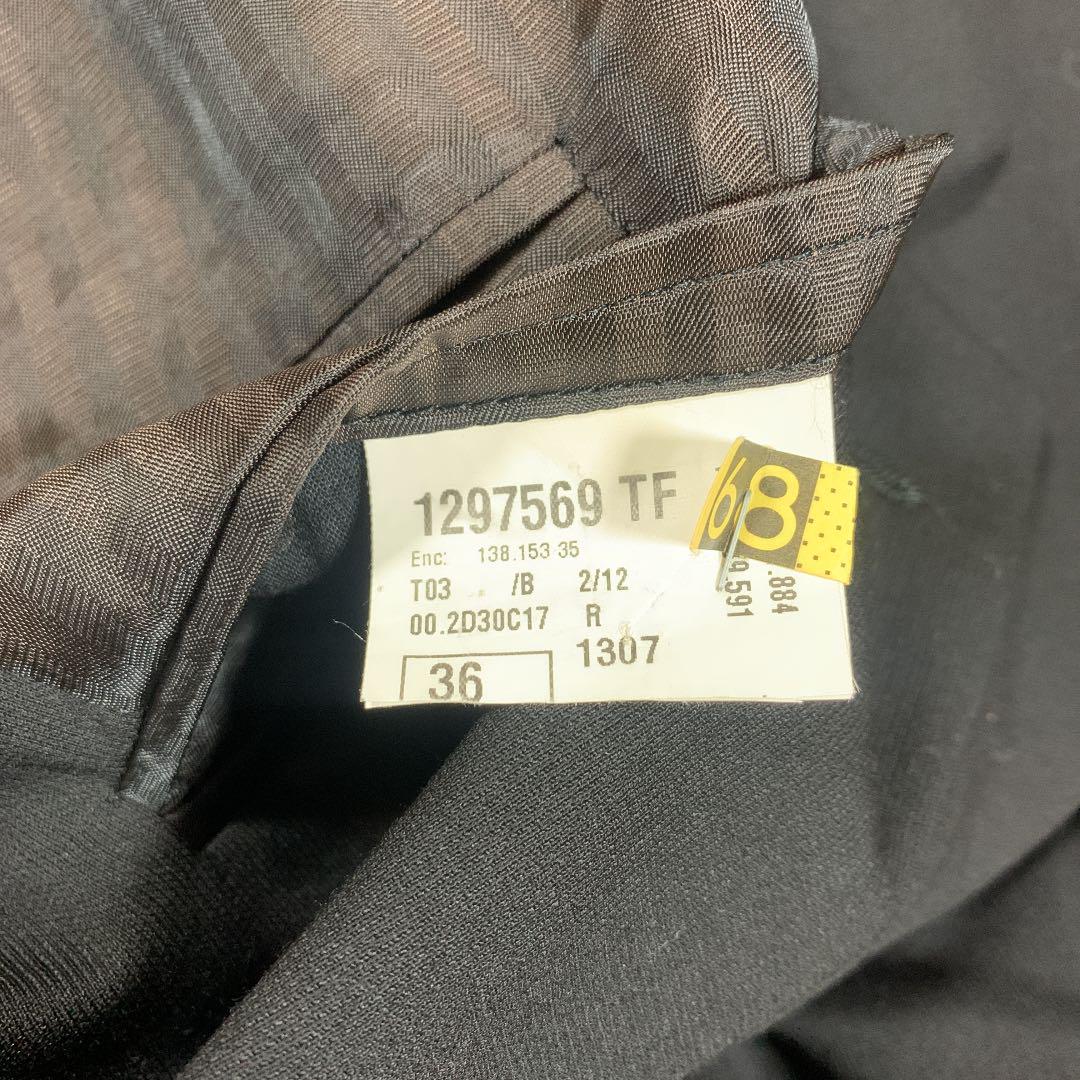 1297569 TF
Enc: 138.153 35
T03 /B 2/12
00.2D30C17 R
36 1307
68
.884
.591